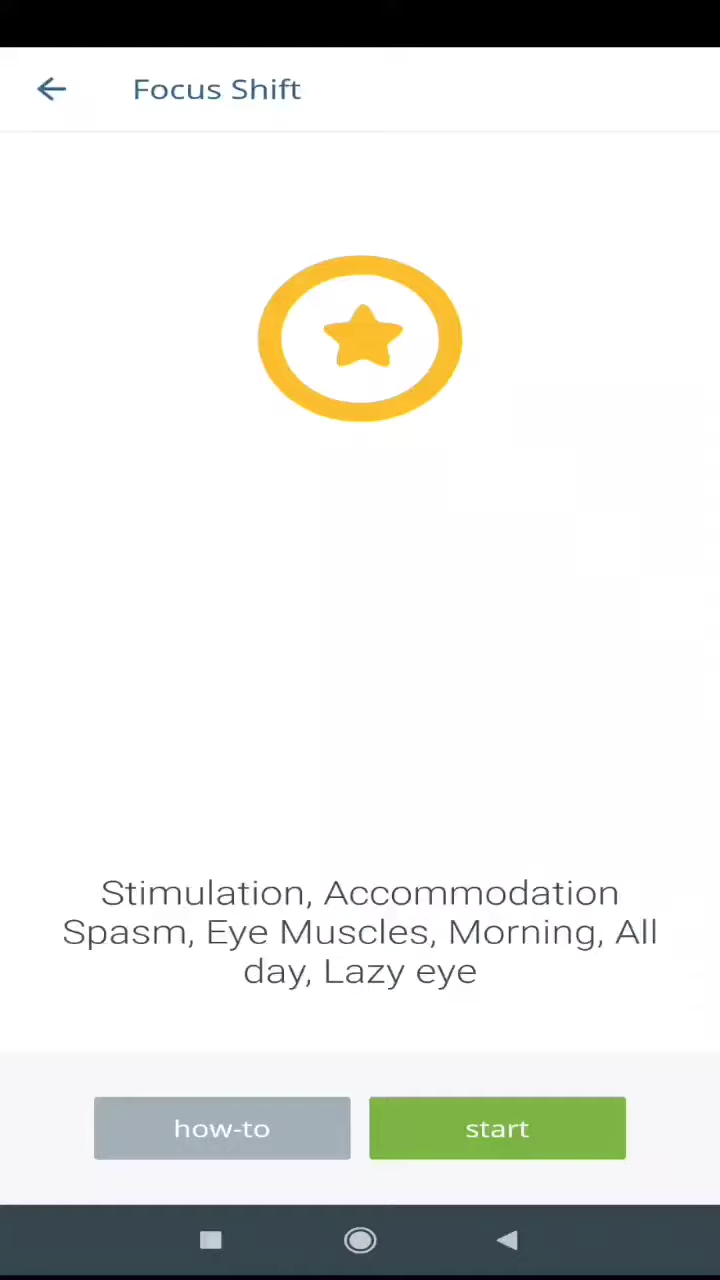 Focus Shift
Stimulation, Accommodation
Spasm, Eye Muscles, Morning, All
day, Lazy eye
how-to
start